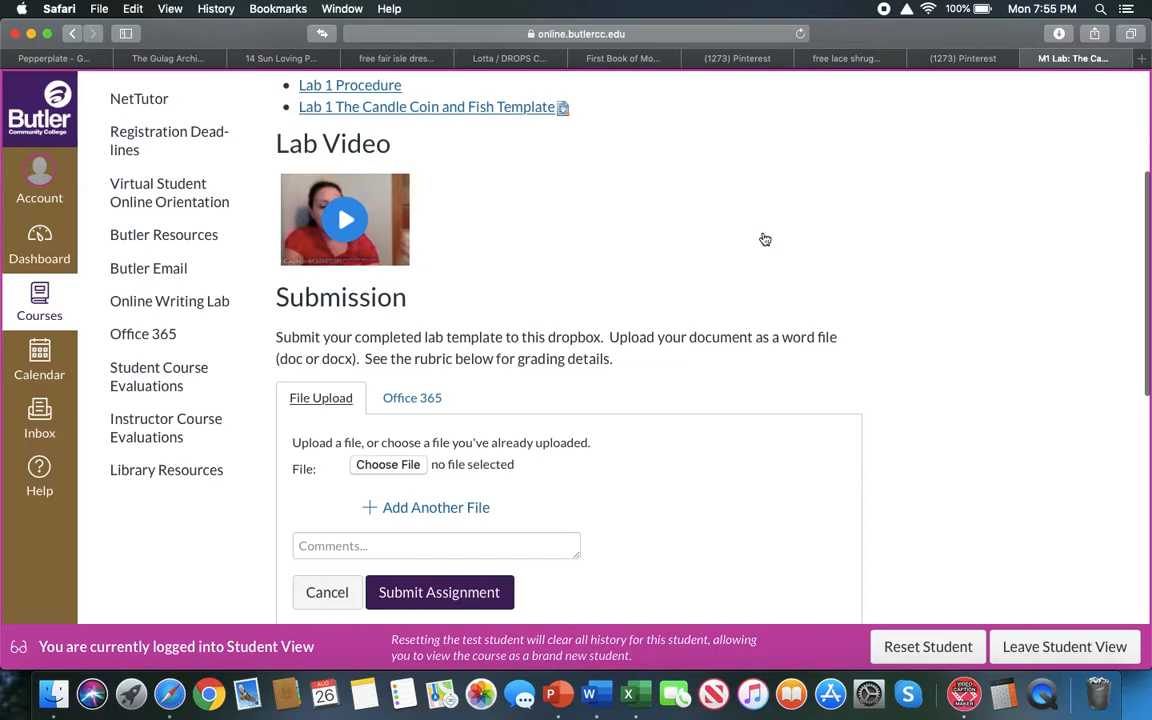 Safari File Edit View History Bookmarks Window Help 100% Mon 7:55 PM
online.butlercc.edu
Pepperplate - G... The Gulag Archi... 14 Sun Loving P... free fair isle dres... Lotta / DROPS C... First Book of Mo... (1273) Pinterest free lace shrug... (1273) Pinterest M1 Lab: The Ca...
Butler
Community College
Account
Dashboard
Courses
Calendar
Inbox
Help
NetTutor
Registration Dead-
lines
Virtual Student
Online Orientation
Butler Resources
Butler Email
Online Writing Lab
Office 365
Student Course
Evaluations
Instructor Course
Evaluations
Library Resources
• Lab 1 Procedure
• Lab 1 The Candle Coin and Fish Template
Lab Video
Submission
Submit your completed lab template to this dropbox. Upload your document as a word file
(doc or docx). See the rubric below for grading details.
File Upload Office 365
Upload a file, or choose a file you've already uploaded.
File: Choose File no file selected
+ Add Another File
Comments...
Cancel Submit Assignment
You are currently logged into Student View
Resetting the test student will clear all history for this student, allowing
you to view the course as a brand new student.
Reset Student Leave Student View
AUG
26